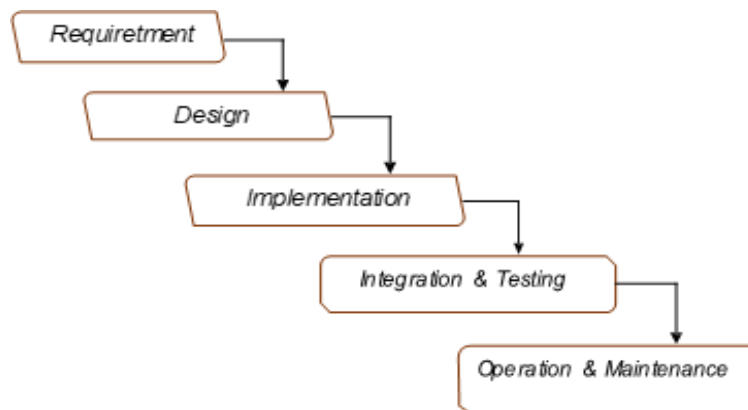 Requiretment
Design
Implementation
Integration & Testing
Operation & Maintenance